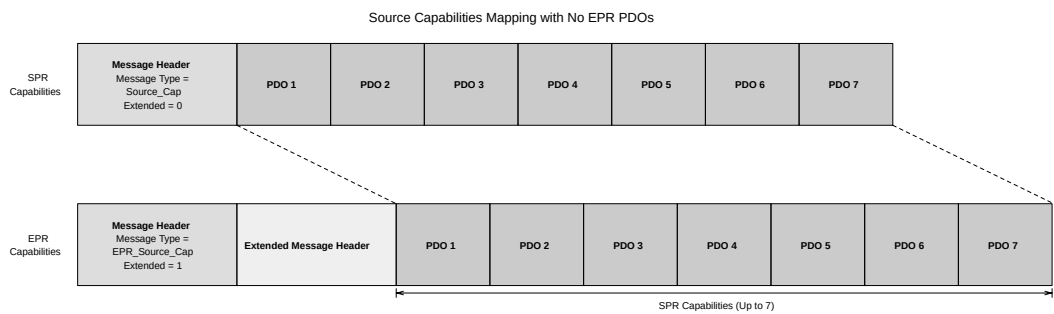 Source Capabilities Mapping with No EPR PDOs
SPR
Capabilities
Message Header
Message Type =
Source_Cap
Extended = 0
PDO 1
PDO 2
PDO 3
PDO 4
PDO 5
PDO 6
PDO 7
EPR
Capabilities
Message Header
Message Type =
EPR_Source_Cap
Extended = 1
Extended Message Header
PDO 1
PDO 2
PDO 3
PDO 4
PDO 5
PDO 6
PDO 7
SPR Capabilities (Up to 7)